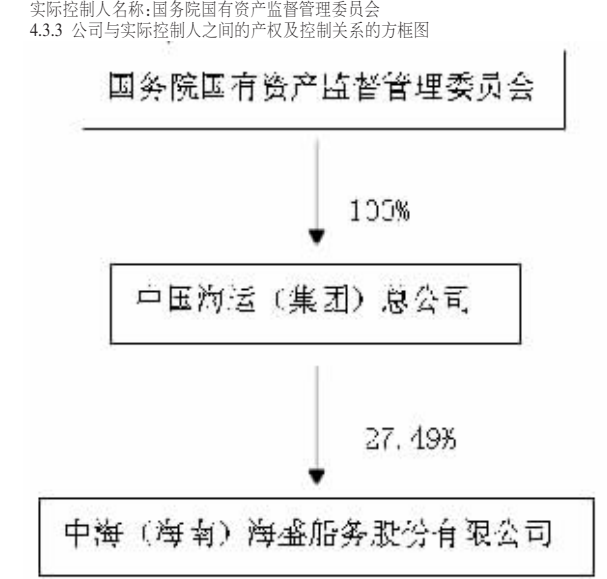 实际控制人名称:国务院国有资产监督管理委员会
4.3.3 公司与实际控制人之间的产权及控制关系的方框图
国务院国有资产监督管理委员会
100%
中国海运（集团）总公司
27.49%
中海（海南）海盛船务股份有限公司